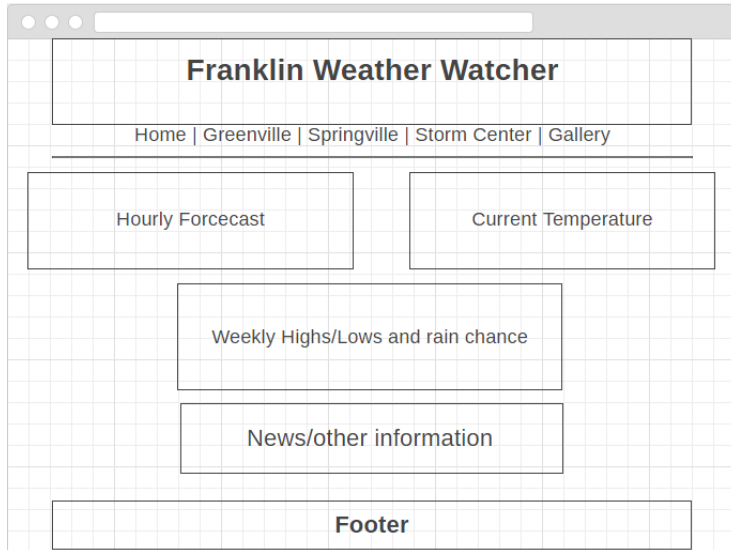 Franklin Weather Watcher
Home | Greenville | Springville | Storm Center | Gallery
Hourly Forcecast
Current Temperature
Weekly Highs/Lows and rain chance
News/other information
Footer